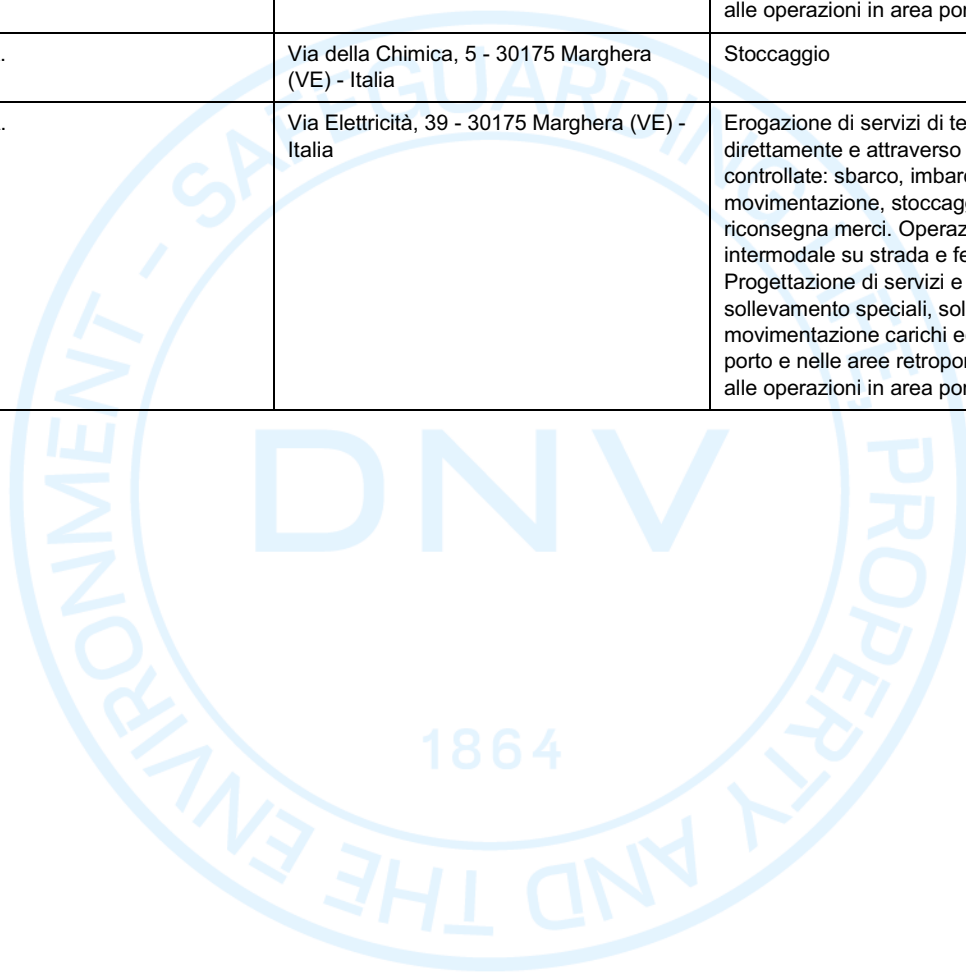 alle operazioni in area por
.
Via della Chimica, 5 - 30175 Marghera
(VE) - Italia
Stoccaggio
.
Via Elettricità, 39 - 30175 Marghera (VE) -
Italia
Erogazione di servizi di te
direttamente e attraverso
controllate: sbarco, imbar
movimentazione, stoccag
riconsegna merci. Operaz
intermodale su strada e fe
Progettazione di servizi e
sollevamento speciali, sol
movimentazione carichi e
porto e nelle aree retropor
alle operazioni in area por
SAFEGUARDING LIFE, PROPERTY AND THE ENVIRONMENT -
DNV
1864